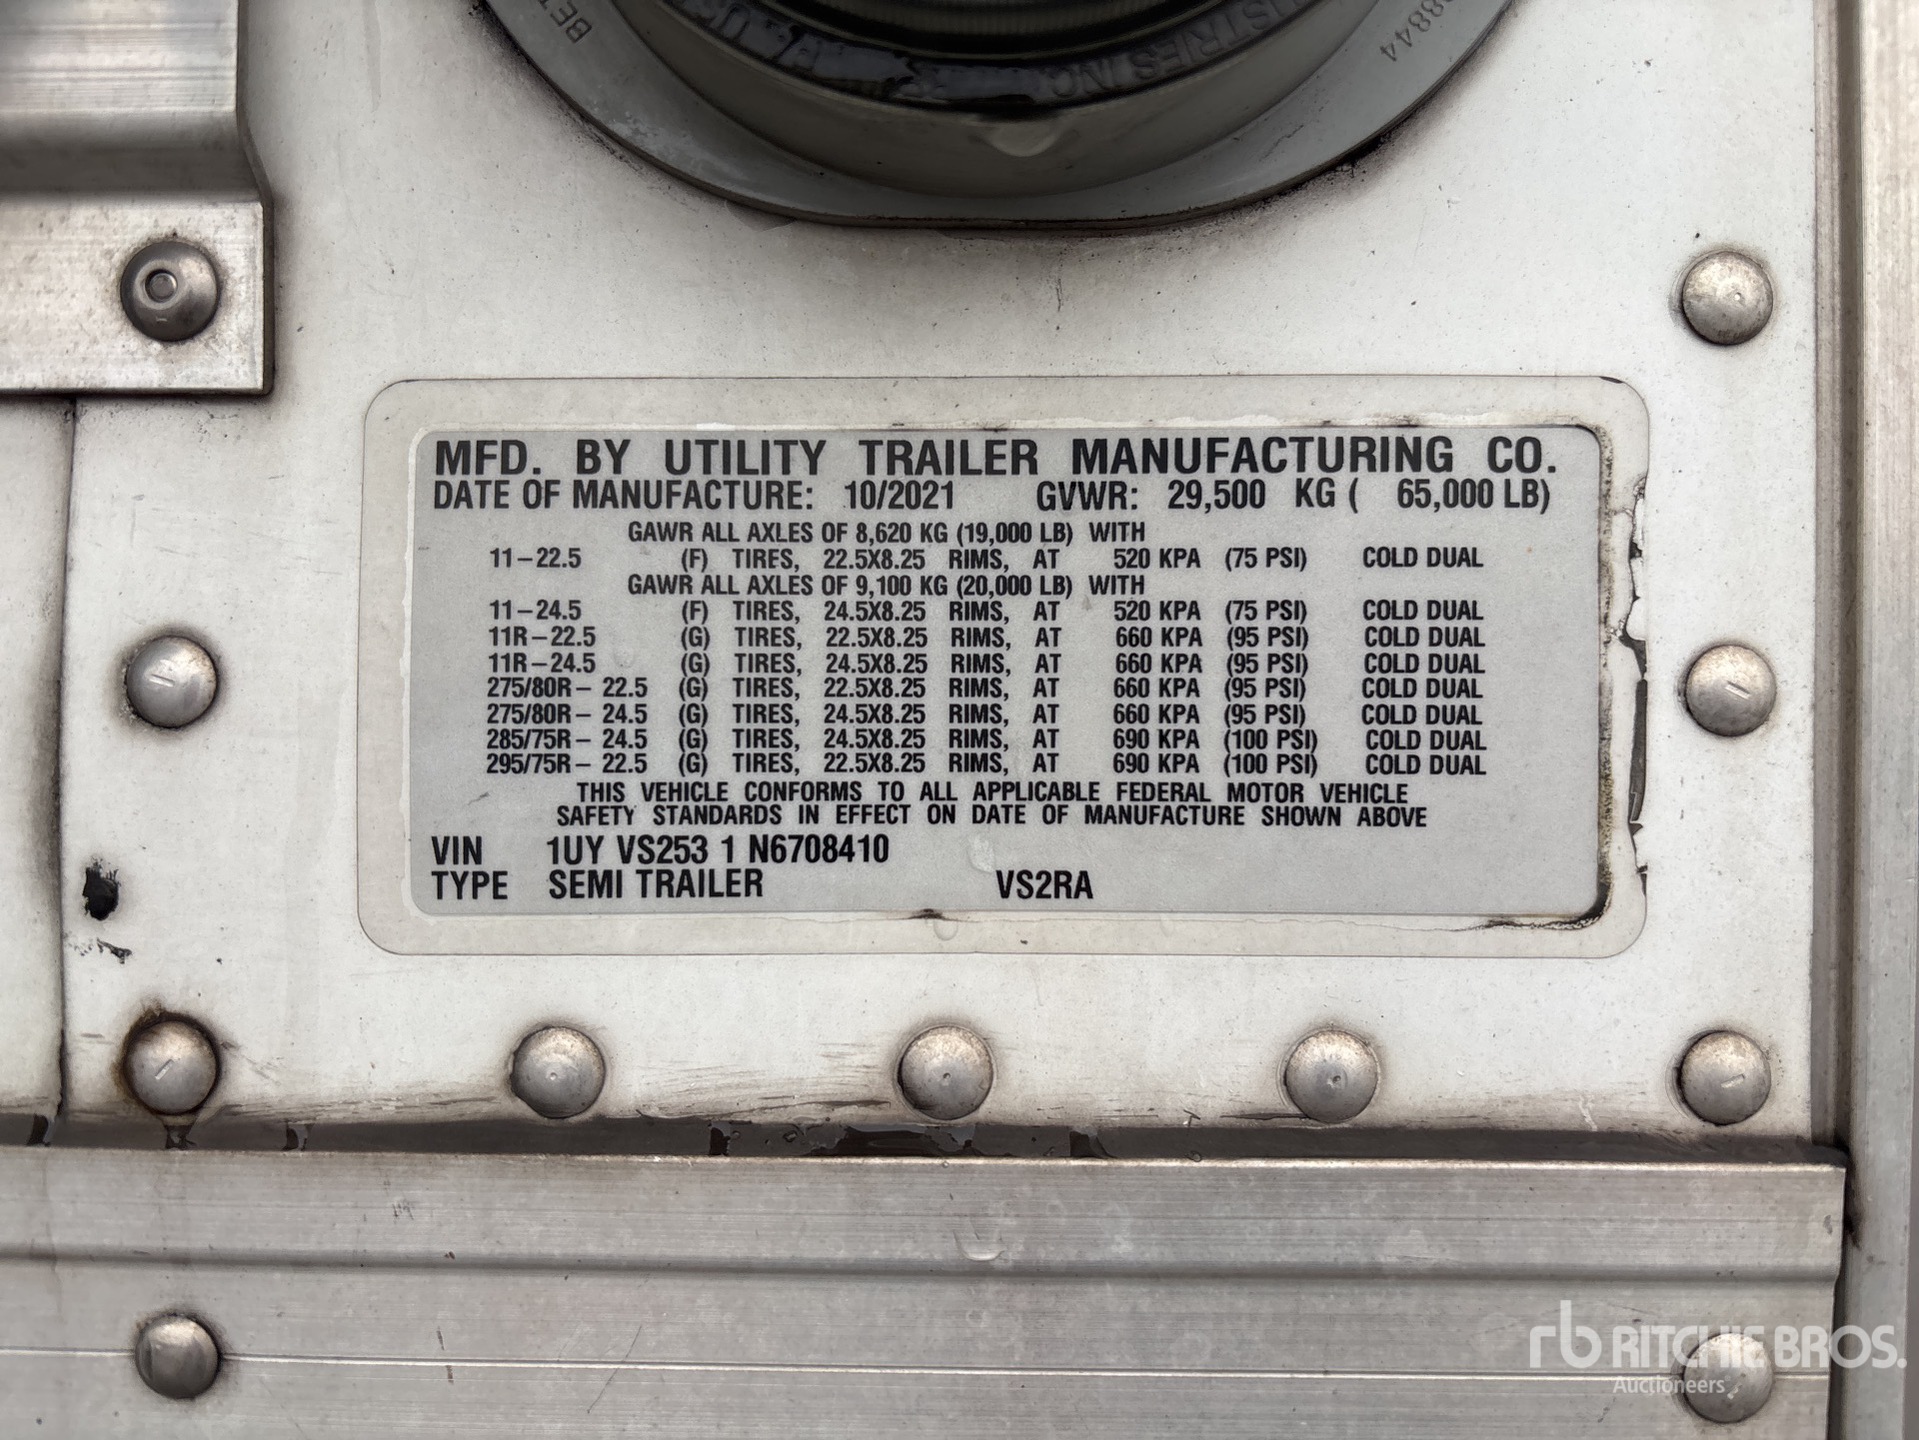 BET
USTRIES INC.
08844
MFD. BY UTILITY TRAILER MANUFACTURING CO.
DATE OF MANUFACTURE: 10/2021 GVWR: 29,500 KG ( 65,000 LB)
GAWR ALL AXLES OF 8,620 KG (19,000 LB) WITH
11-22.5 (F) TIRES, 22.5X8.25 RIMS, AT 520 KPA (75 PSI) COLD DUAL
GAWR ALL AXLES OF 9,100 KG (20,000 LB) WITH
11-24.5 (F) TIRES, 24.5X8.25 RIMS, AT 520 KPA (75 PSI) COLD DUAL
11R-22.5 (G) TIRES, 22.5X8.25 RIMS, AT 660 KPA (95 PSI) COLD DUAL
11R-24.5 (G) TIRES, 24.5X8.25 RIMS, AT 660 KPA (95 PSI) COLD DUAL
275/80R- 22.5 (G) TIRES, 22.5X8.25 RIMS, AT 660 KPA (95 PSI) COLD DUAL
275/80R- 24.5 (G) TIRES, 24.5X8.25 RIMS, AT 660 KPA (95 PSI) COLD DUAL
285/75R- 24.5 (G) TIRES, 24.5X8.25 RIMS, AT 690 KPA (100 PSI) COLD DUAL
295/75R- 22.5 (G) TIRES, 22.5X8.25 RIMS, AT 690 KPA (100 PSI) COLD DUAL
THIS VEHICLE CONFORMS TO ALL APPLICABLE FEDERAL MOTOR VEHICLE
SAFETY STANDARDS IN EFFECT ON DATE OF MANUFACTURE SHOWN ABOVE
VIN 1UY VS253 1 N6708410
TYPE SEMI TRAILER VS2RA
rb RITCHIE BROS.
Auctioneers